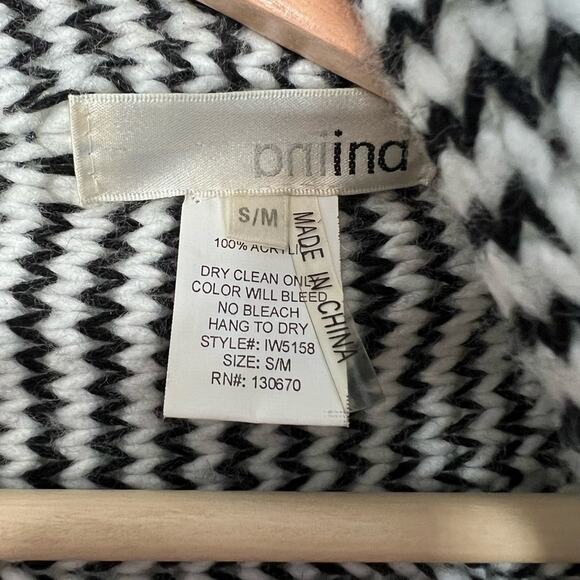 brilina
S/M
100% ACRYLIC
DRY CLEAN ONLY
COLOR WILL BLEED
NO BLEACH
HANG TO DRY
STYLE#: IW5158
SIZE: S/M
RN#: 130670
MADE IN CHINA